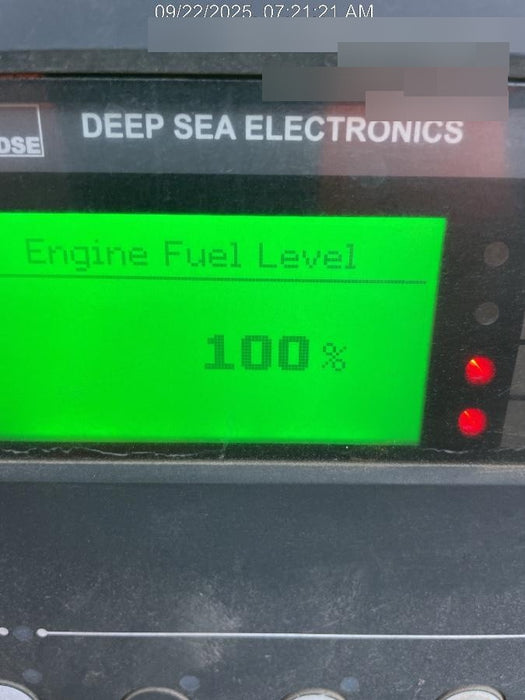 09/22/2025 07:21:21 AM
DSE
DEEP SEA ELECTRONICS
Engine Fuel Level
100 %